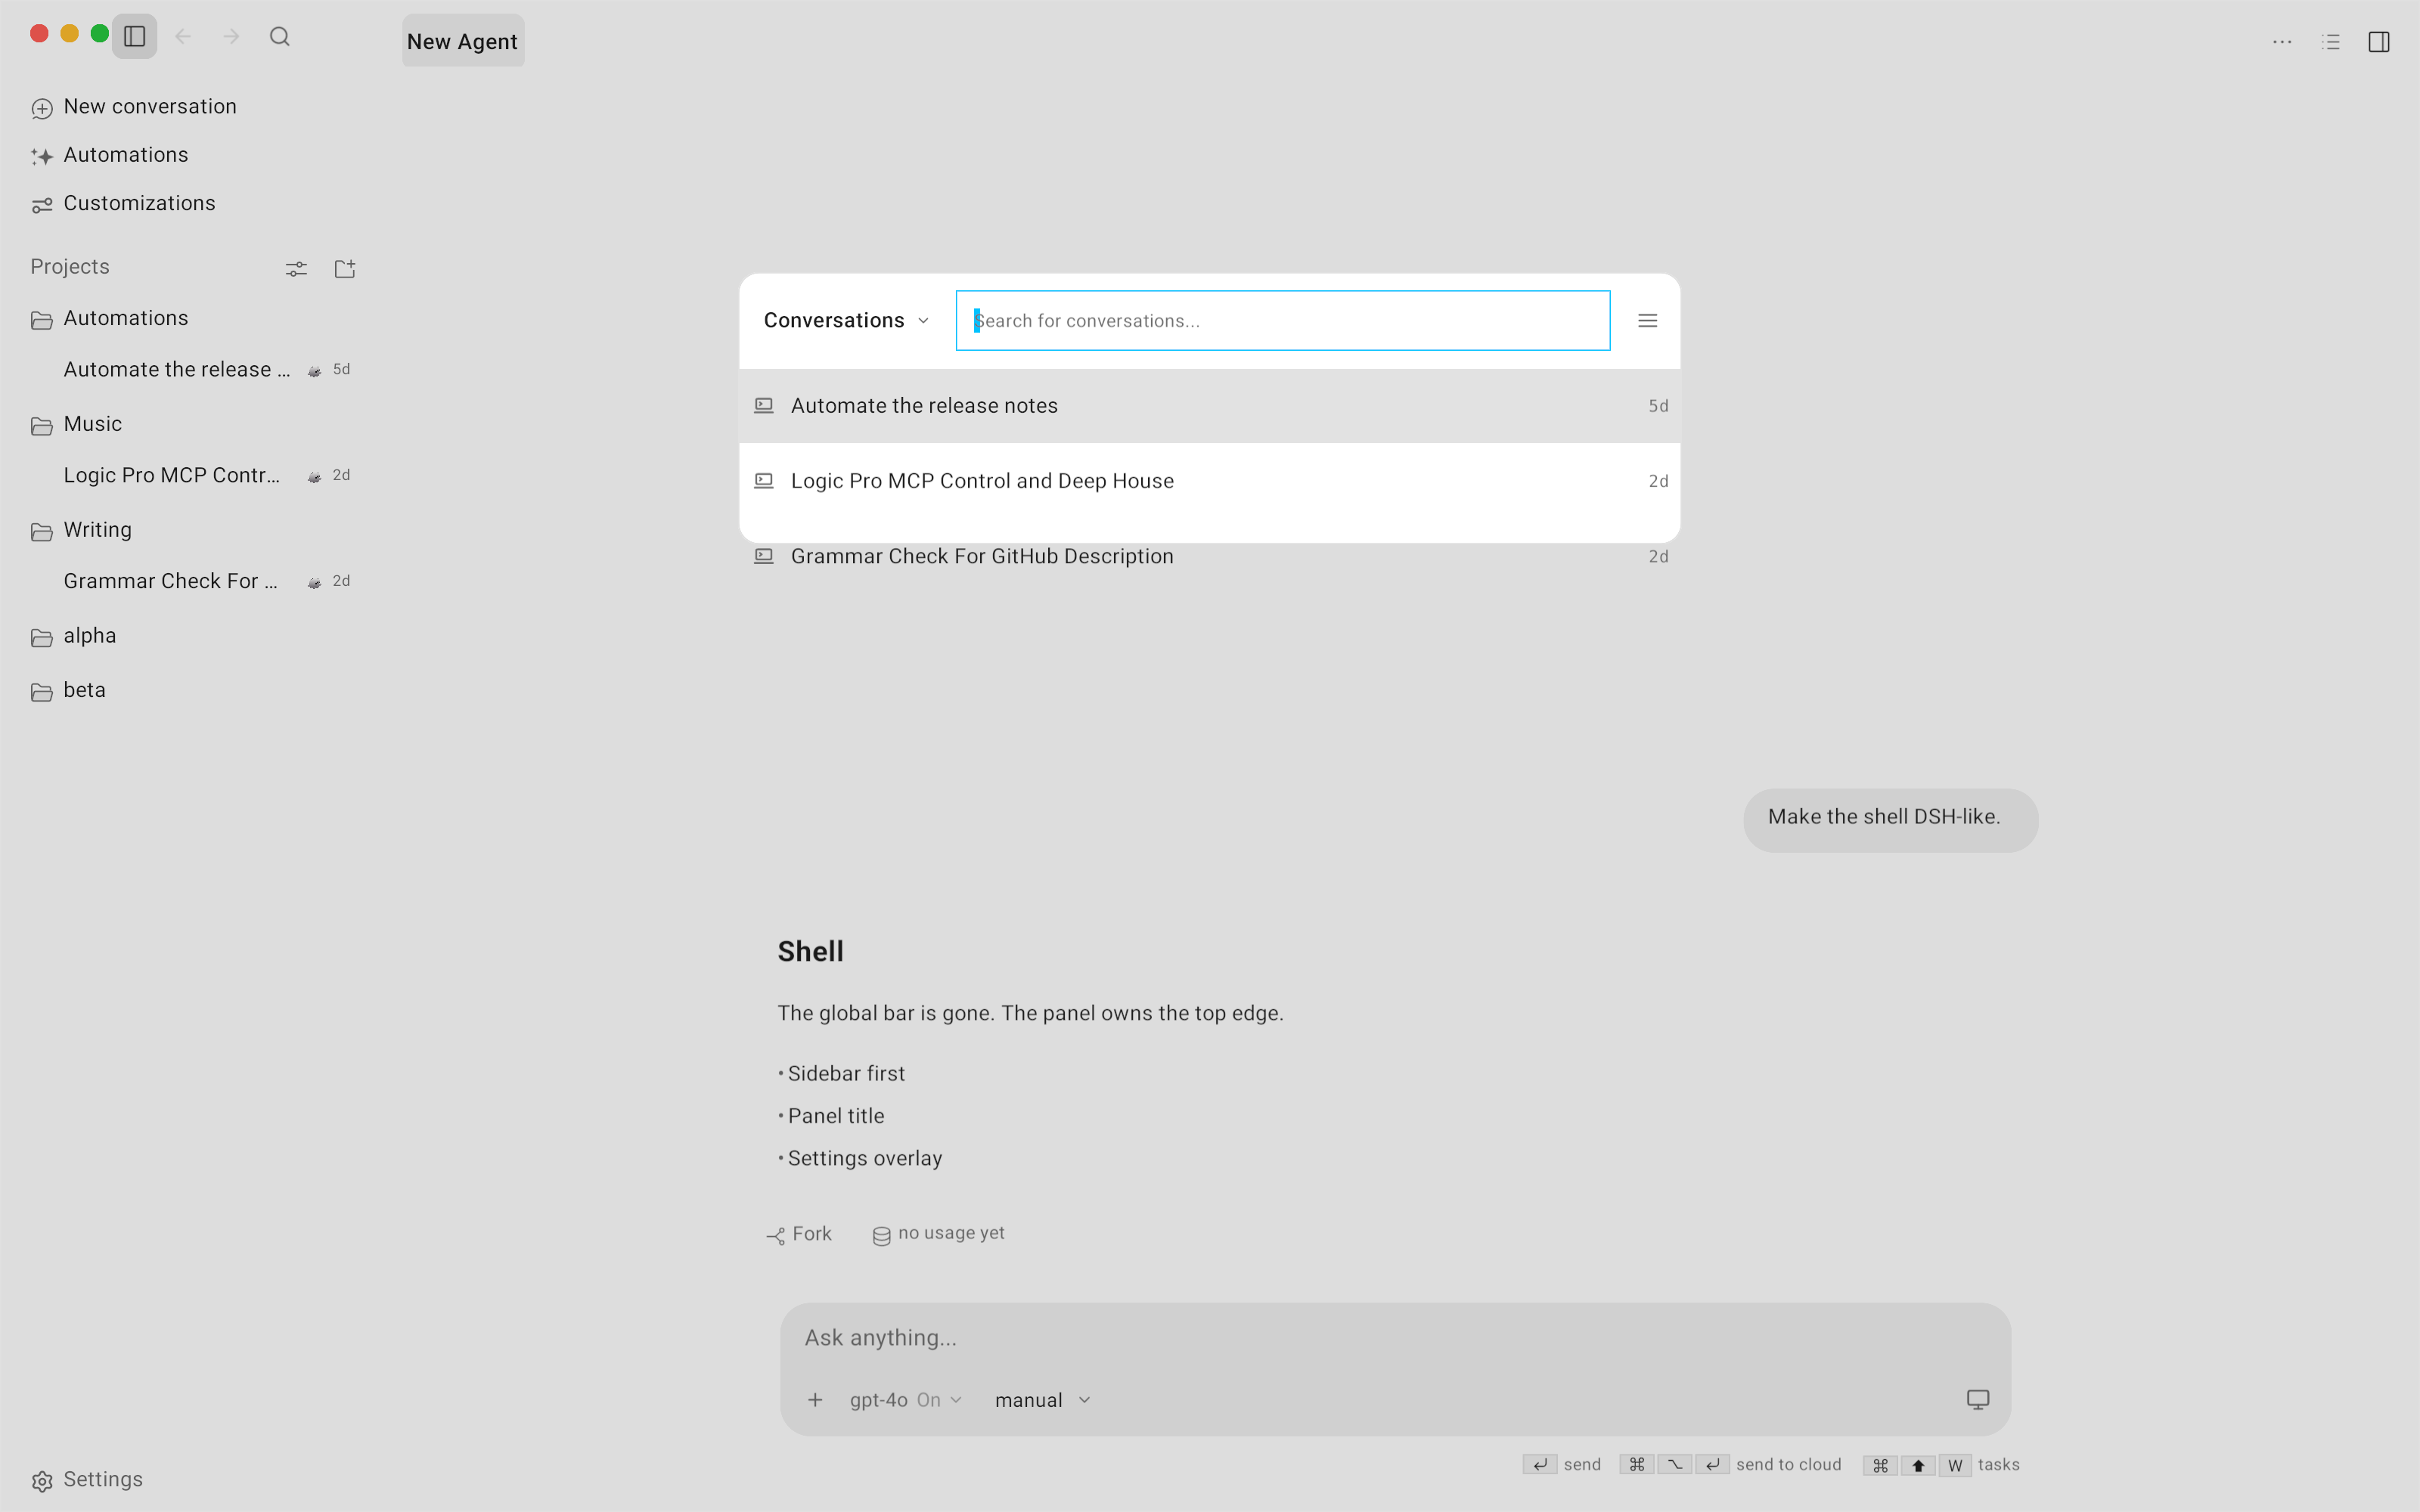 New Agent
New conversation
Automations
Customizations
Projects
Automations
Automate the release ... 5d
Music
Logic Pro MCP Contr... 2d
Writing
Grammar Check For ... 2d
alpha
beta
Settings
Conversations
Search for conversations...
Automate the release notes 5d
Logic Pro MCP Control and Deep House 2d
Grammar Check For GitHub Description 2d
Make the shell DSH-like.
Shell
The global bar is gone. The panel owns the top edge.
• Sidebar first
• Panel title
• Settings overlay
Fork no usage yet
Ask anything...
gpt-4o On manual
send ⌘ ⌥ send to cloud ⌘ W tasks